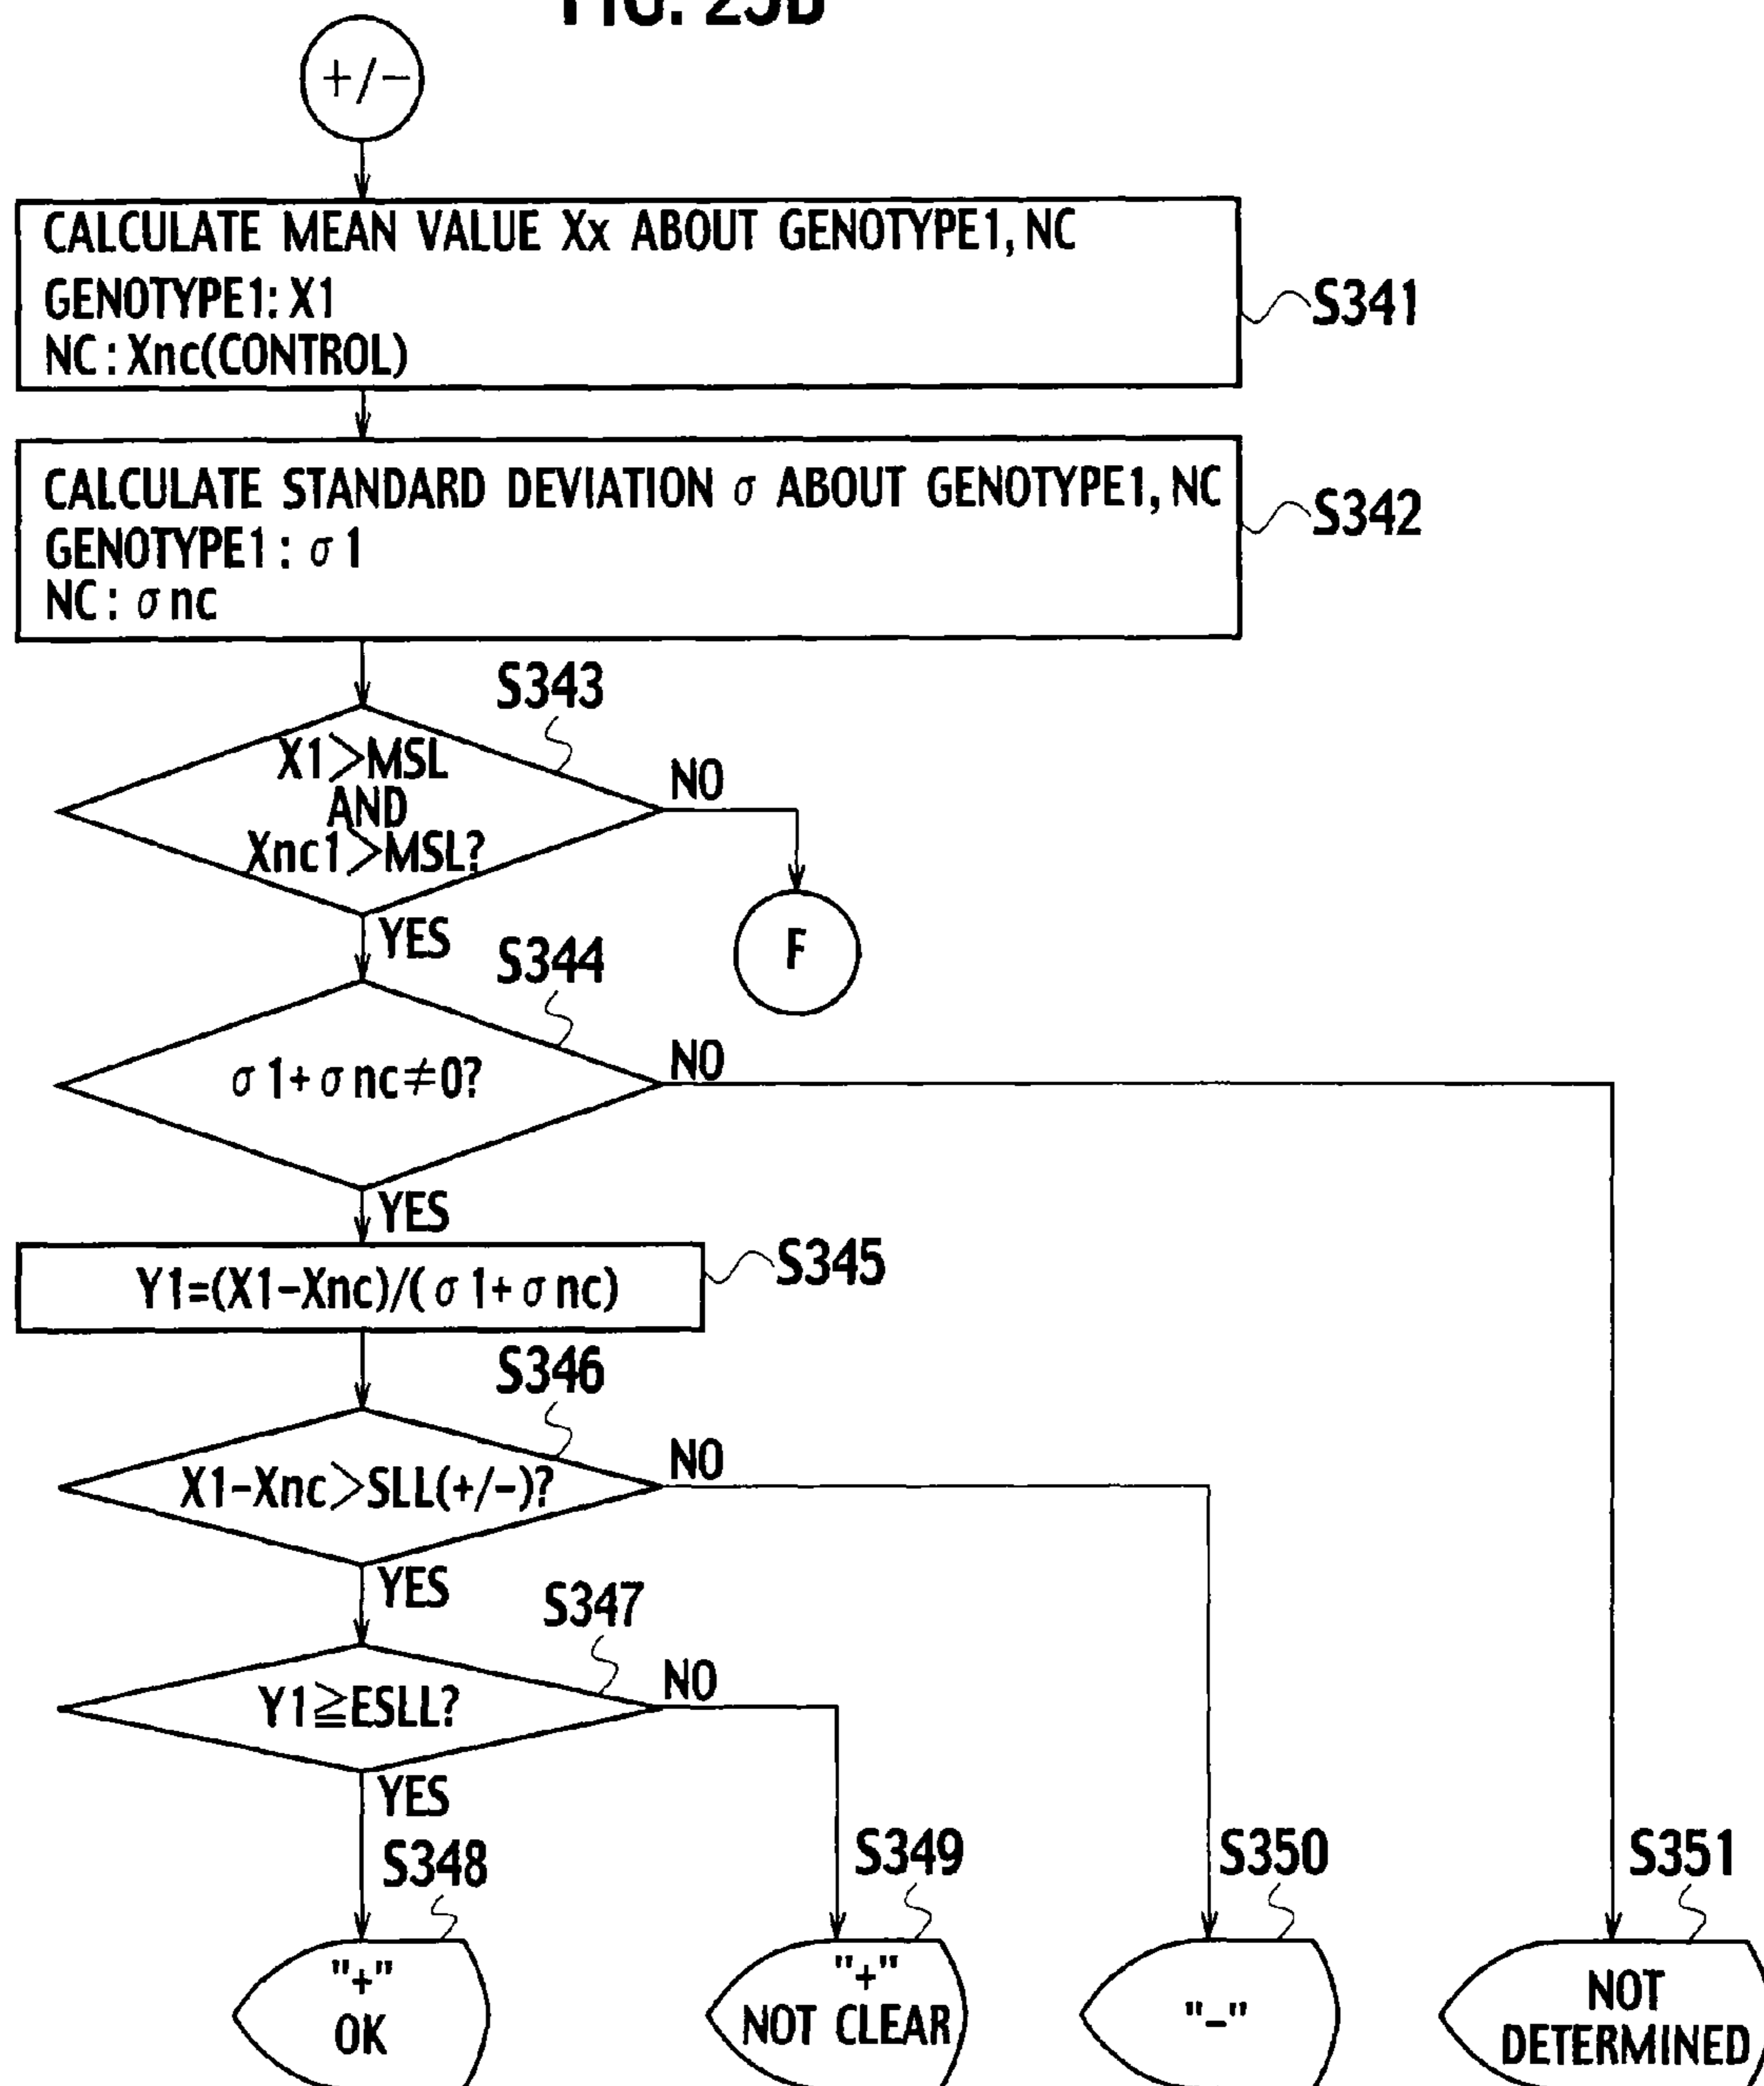 FIG. 25B
+/−
CALCULATE MEAN VALUE Xx ABOUT GENOTYPE1, NC
GENOTYPE1: X1
NC: Xnc(CONTROL)
S341
CALCULATE STANDARD DEVIATION σ ABOUT GENOTYPE1, NC
GENOTYPE1: σ1
NC: σnc
S342
S343
X1>MSL
AND
Xnc1>MSL?
NO
F
YES
S344
σ1+σnc≠0?
NO
YES
Y1=(X1−Xnc)/(σ1+σnc)
S345
S346
X1−Xnc>SLL(+/−)?
NO
YES
S347
Y1≧ESLL?
NO
YES
S348
"+"
OK
S349
"+"
NOT CLEAR
S350
"−"
S351
NOT
DETERMINED